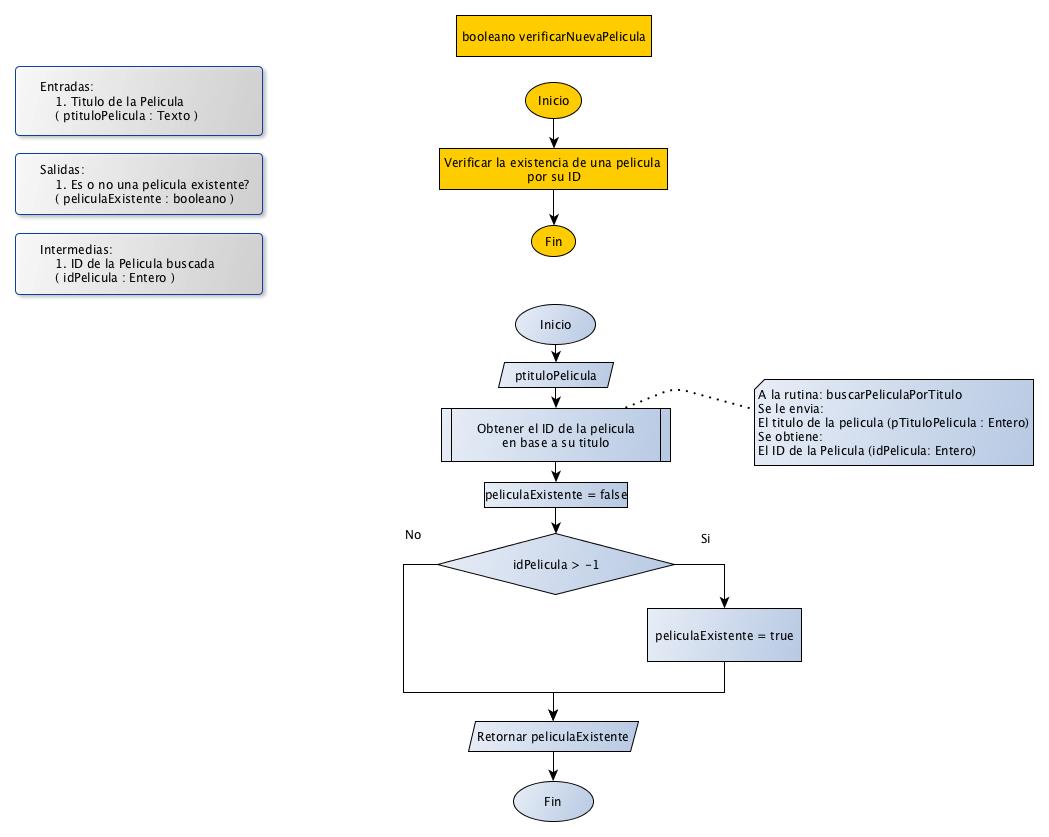 booleano verificarNuevaPelicula
Entradas:
1. Titulo de la Pelicula
( ptituloPelicula : Texto )
Salidas:
1. Es o no una pelicula existente?
( peliculaExistente : booleano )
Intermedias:
1. ID de la Pelicula buscada
( idPelicula : Entero )
Inicio
Verificar la existencia de una pelicula
por su ID
Fin
Inicio
ptituloPelicula
Obtener el ID de la pelicula
en base a su titulo
A la rutina: buscarPeliculaPorTitulo
Se le envia:
El titulo de la pelicula (pTituloPelicula : Entero)
Se obtiene:
El ID de la Pelicula (idPelicula: Entero)
peliculaExistente = false
No
Si
idPelicula > -1
peliculaExistente = true
Retornar peliculaExistente
Fin